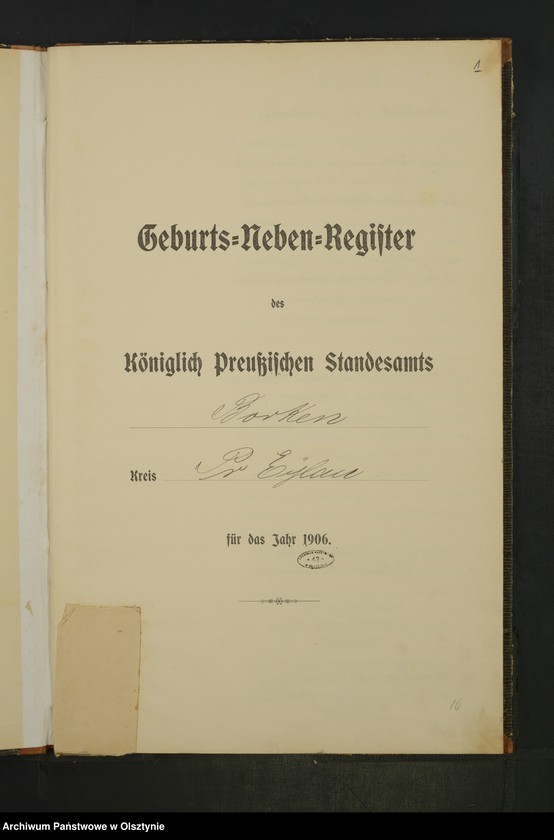 1
Geburts=Neben=Register
des
Königlich Preußischen Standesamts
Borken
Kreis Pr Eylau
für das Jahr 1906.
16
Archiwum Państwowe w Olsztynie